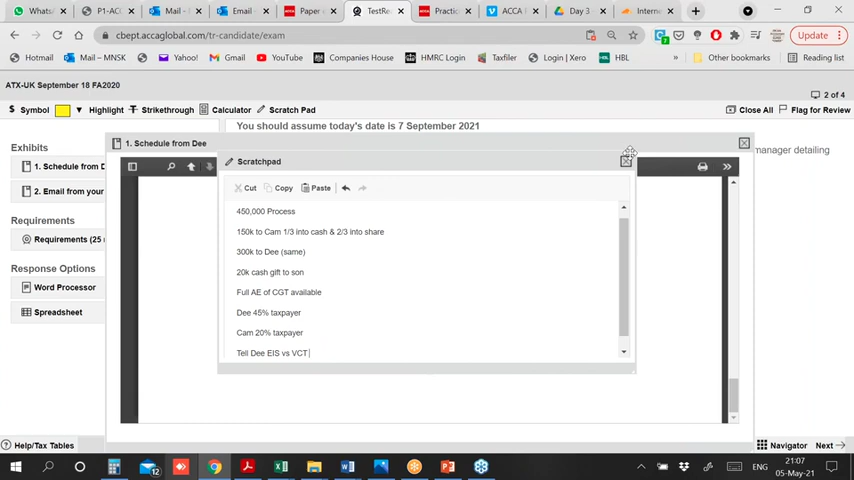 WhatsA
P1-ACC
Mail – M
Email
Paper
TestRe
Practic
ACCA
Day 3
Intern
cbept.accaglobal.com/tr-candidate/exam
Update
Hotmail
Mail – MNSK
Gmail
YouTube
Companies House
HMRC Login
Taxfiler
Login | Xero
HBL
»
Other bookmarks
Reading list
ATX-UK September 18 FA2020
2 of 4
$ Symbol
Highlight
Strikethrough
Calculator
Scratch Pad
Close All
Flag for Review
You should assume today's date is 7 September 2021
Exhibits
1. Schedule from Dee
manager detailing
1. Schedule from D
Scratchpad
2. Email from your
Cut
Copy
Paste
Requirements
450,000 Process
150k to Cam 1/3 into cash & 2/3 into share
Requirements (25
300k to Dee (same)
Response Options
20k cash gift to son
Word Processor
Full AE of CGT available
Spreadsheet
Dee 45% taxpayer
Cam 20% taxpayer
Tell Dee EIS vs VCT
Help/Tax Tables
Navigator
Next
12
ENG
21:07
05-May-21